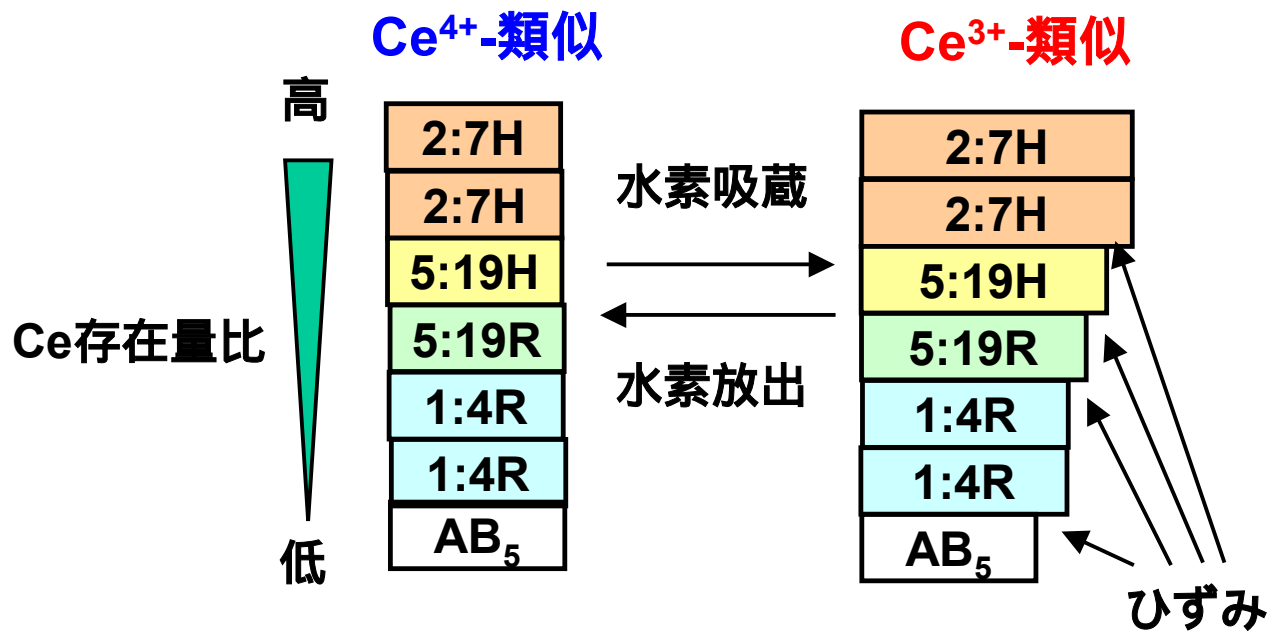 Ce⁴⁺-類似
Ce³⁺-類似
高
Ce存在量比
低
2:7H
2:7H
5:19H
5:19R
1:4R
1:4R
AB₅
水素吸蔵
水素放出
2:7H
2:7H
5:19H
5:19R
1:4R
1:4R
AB₅
ひずみ